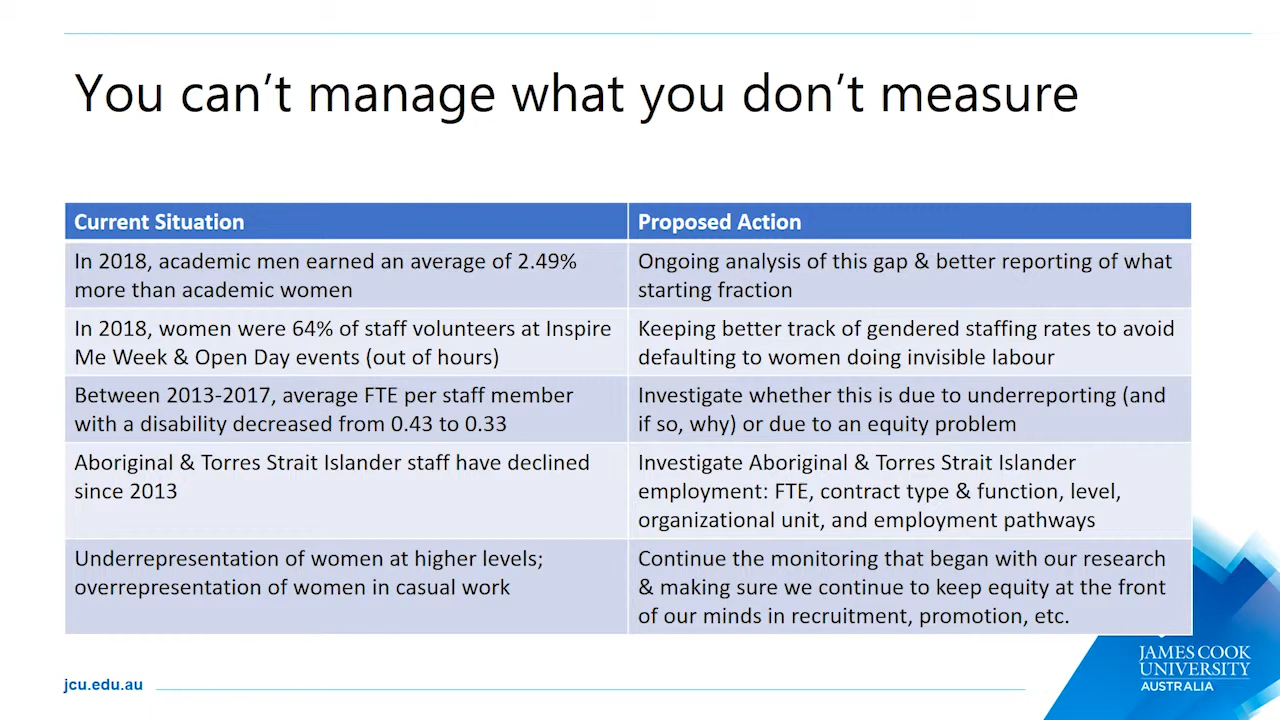 You can't manage what you don't measure
Current Situation
Proposed Action
In 2018, academic men earned an average of 2.49%
more than academic women
Ongoing analysis of this gap & better reporting of what
starting fraction
In 2018, women were 64% of staff volunteers at Inspire
Me Week & Open Day events (out of hours)
Keeping better track of gendered staffing rates to avoid
defaulting to women doing invisible labour
Between 2013-2017, average FTE per staff member
with a disability decreased from 0.43 to 0.33
Investigate whether this is due to underreporting (and
if so, why) or due to an equity problem
Aboriginal & Torres Strait Islander staff have declined
since 2013
Investigate Aboriginal & Torres Strait Islander
employment: FTE, contract type & function, level,
organizational unit, and employment pathways
Underrepresentation of women at higher levels;
overrepresentation of women in casual work
Continue the monitoring that began with our research
& making sure we continue to keep equity at the front
of our minds in recruitment, promotion, etc.
jcu.edu.au
JAMES COOK
UNIVERSITY
AUSTRALIA